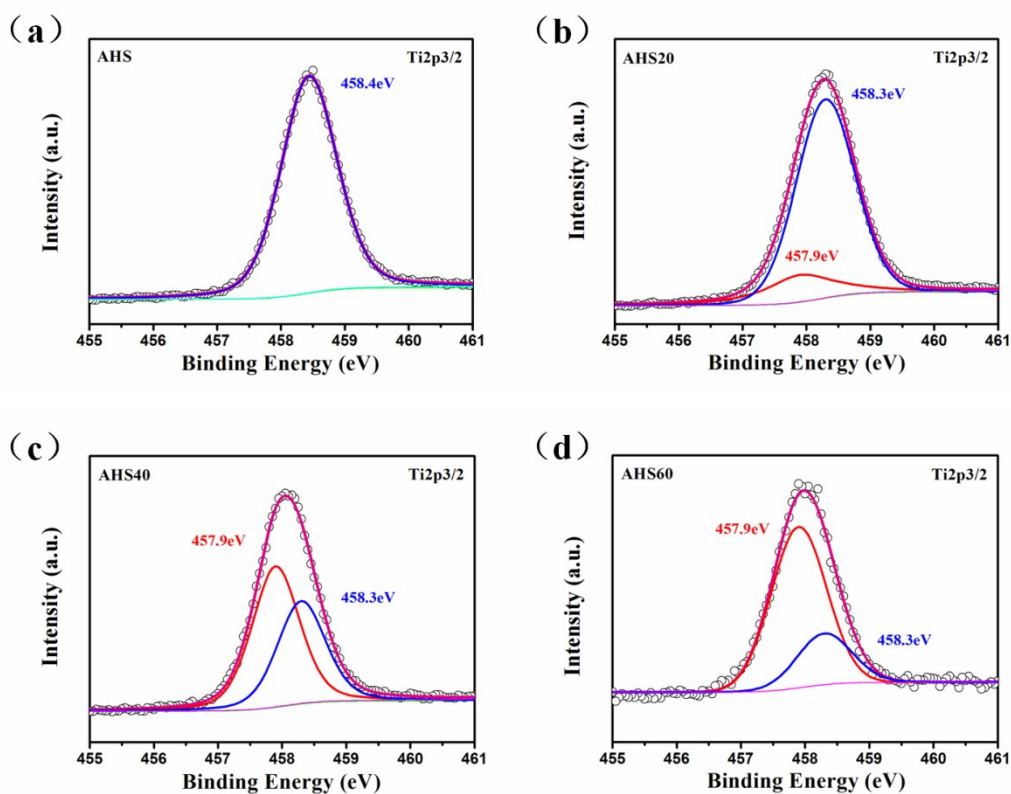 (a)
AHS
Ti2p3/2
458.4eV
Intensity (a.u.)
455 456 457 458 459 460 461
Binding Energy (eV)
(b)
AHS20
Ti2p3/2
458.3eV
457.9eV
Intensity (a.u.)
455 456 457 458 459 460 461
Binding Energy (eV)
(c)
AHS40
Ti2p3/2
457.9eV
458.3eV
Intensity (a.u.)
455 456 457 458 459 460 461
Binding Energy (eV)
(d)
AHS60
Ti2p3/2
457.9eV
458.3eV
Intensity (a.u.)
455 456 457 458 459 460 461
Binding Energy (eV)